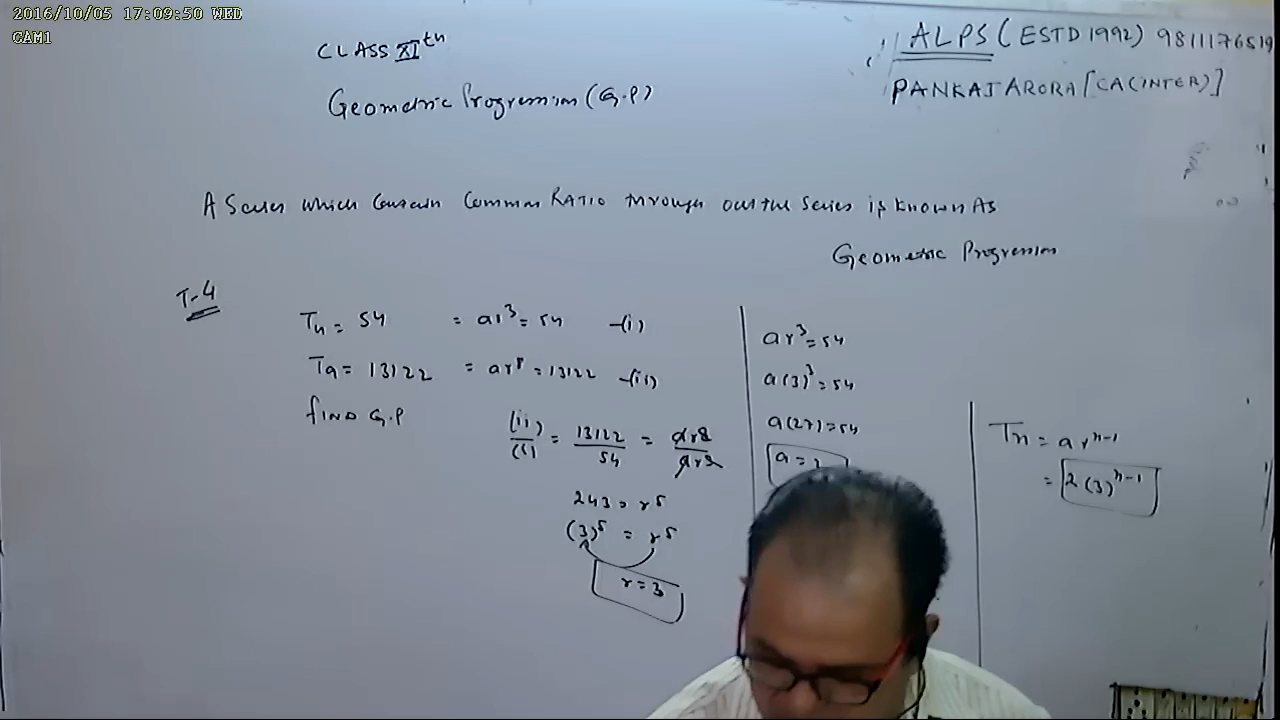 2016/10/05 17:09:50 WED
CAM1
CLASS XIth
Geometric Progression (G.P)
ALPS (ESTD 1992) 9811176519
PANKAJ ARORA [CA (INTER)]
A Series which Contain Common RATIO through out the Series is known As
Geometric Progression
T-4
T4 = 54 = ar³ = 54 -(i)
T9 = 13122 = ar⁸ = 13122 -(ii)
FIND G.P
(ii)/(i) = 13122/54 = ar8/ar3
243 = r⁵
(3)⁵ = r⁵
r = 3
ar³ = 54
a(3)³ = 54
a(27) = 54
a = 2
Tn = ar^n-1
= 2(3)^n-1